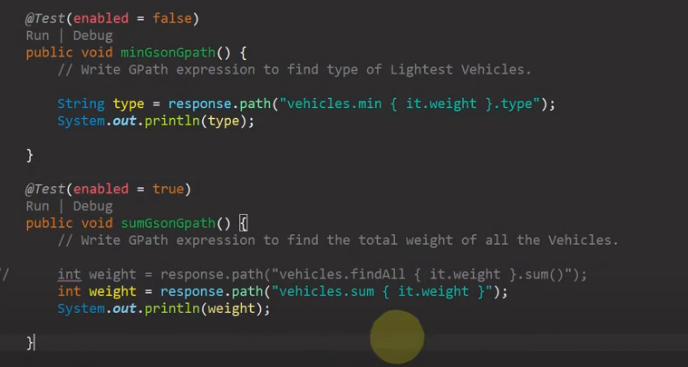 @Test(enabled = false)
Run | Debug
public void minGsonGpath() {
// Write GPath expression to find type of Lightest Vehicles.
String type = response.path("vehicles.min { it.weight }.type");
System.out.println(type);
}
@Test(enabled = true)
Run | Debug
public void sumGsonGpath() {
// Write GPath expression to find the total weight of all the Vehicles.
// int weight = response.path("vehicles.findAll { it.weight }.sum()");
int weight = response.path("vehicles.sum { it.weight }");
System.out.println(weight);
}